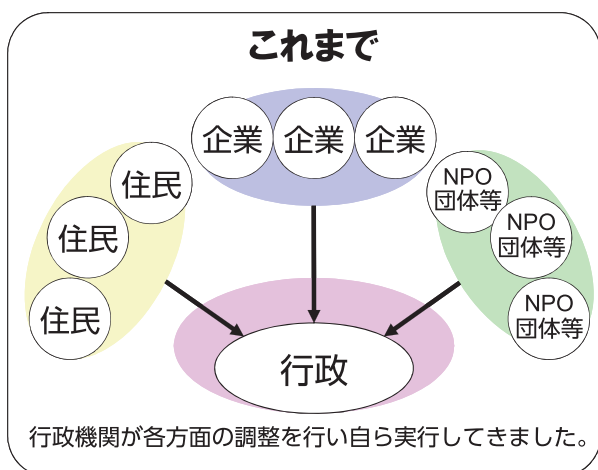 これまで
企業
企業
企業
住民
住民
住民
NPO
団体等
NPO
団体等
NPO
団体等
行政
行政機関が各方面の調整を行い自ら実行してきました。